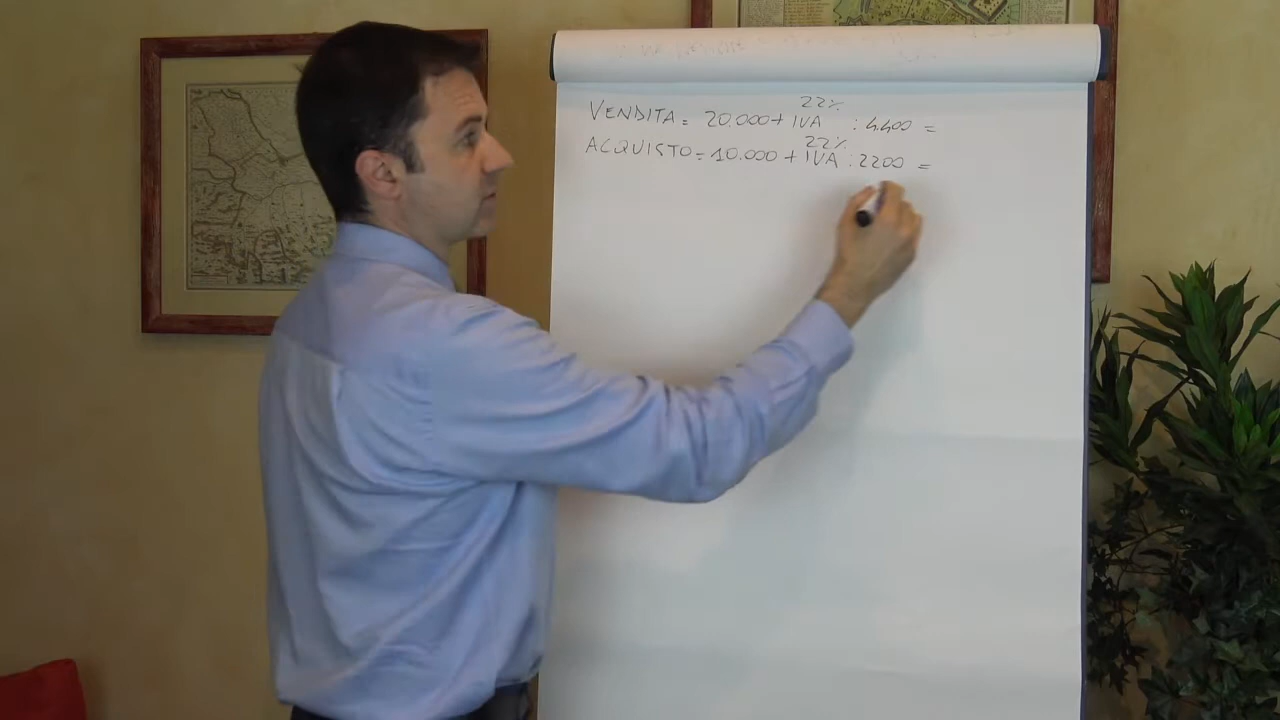 22%
VENDITA = 20.000 + IVA : 4.400 =
22%
ACQUISTO = 10.000 + IVA : 2200 =